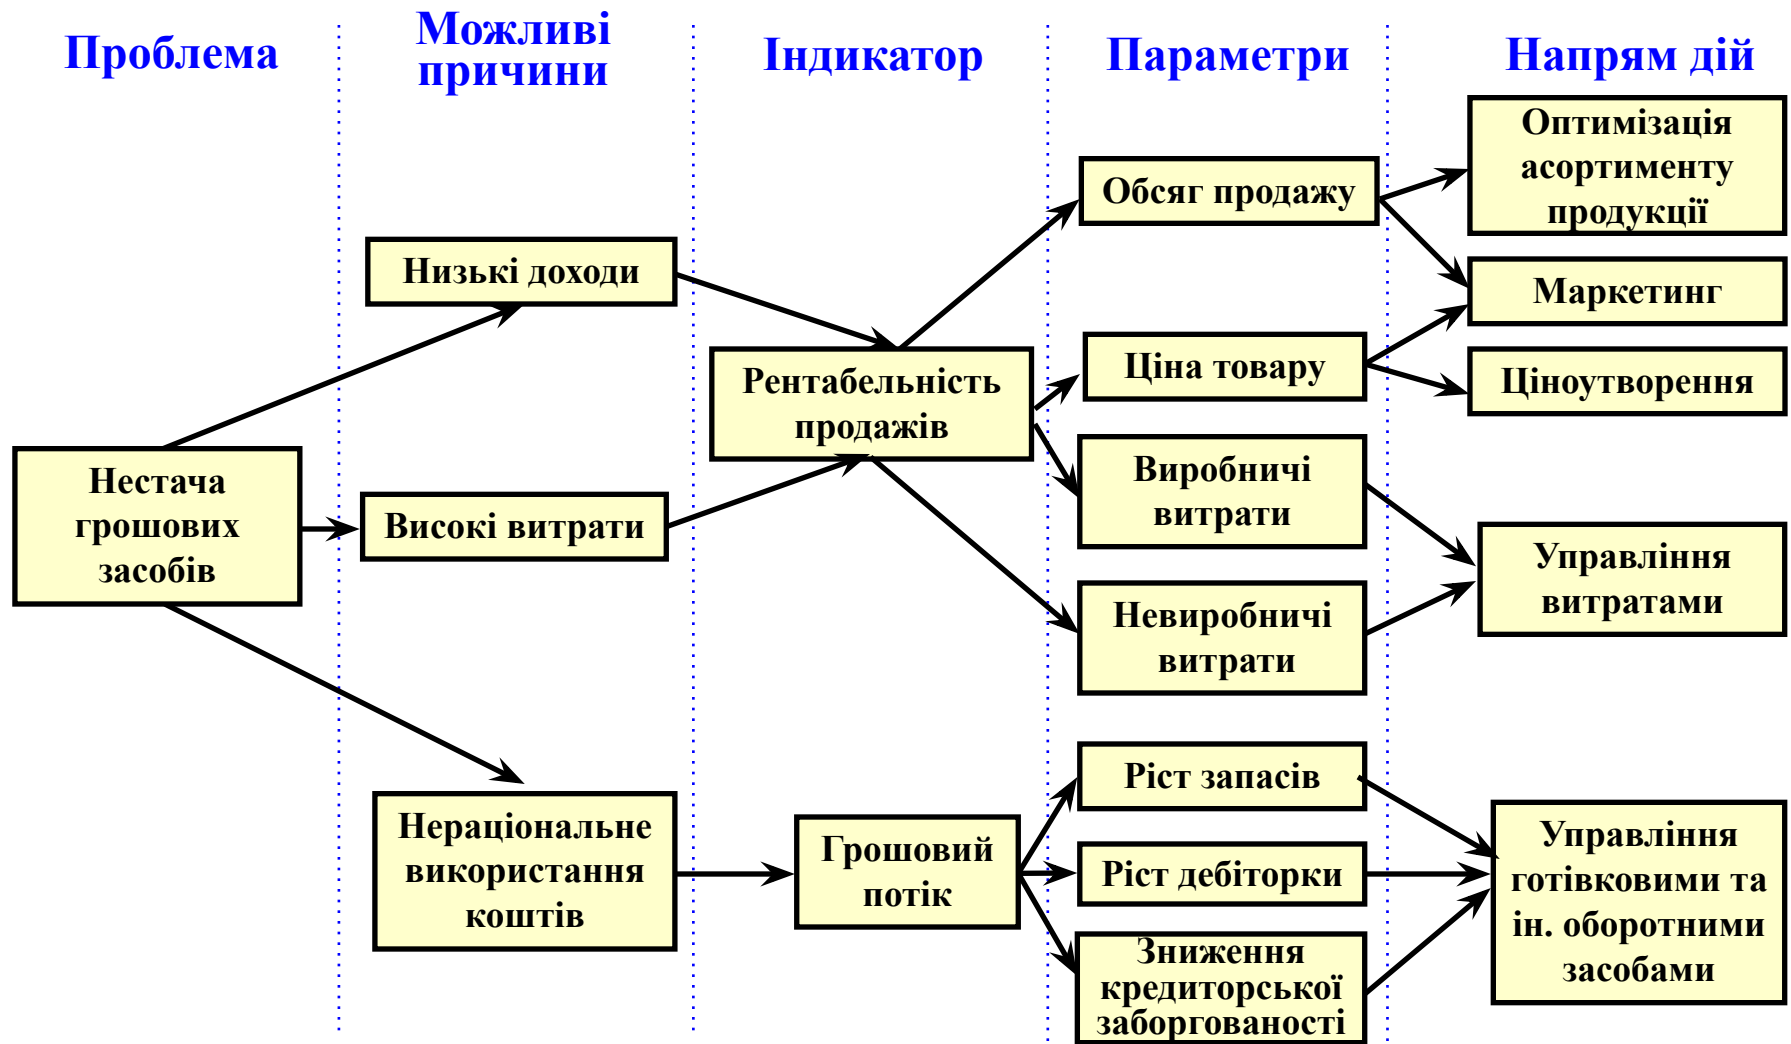 Проблема
Можливі
причини
Індикатор
Параметри
Напрям дій
Нестача
грошових
засобів
Низькі доходи
Високі витрати
Нераціональне
використання
коштів
Рентабельність
продажів
Грошовий
потік
Обсяг продажу
Ціна товару
Виробничі
витрати
Невиробничі
витрати
Ріст запасів
Ріст дебіторки
Зниження
кредиторської
заборгованості
Оптимізація
асортименту
продукції
Маркетинг
Ціноутворення
Управління
витратами
Управління
готівковими та
ін. оборотними
засобами